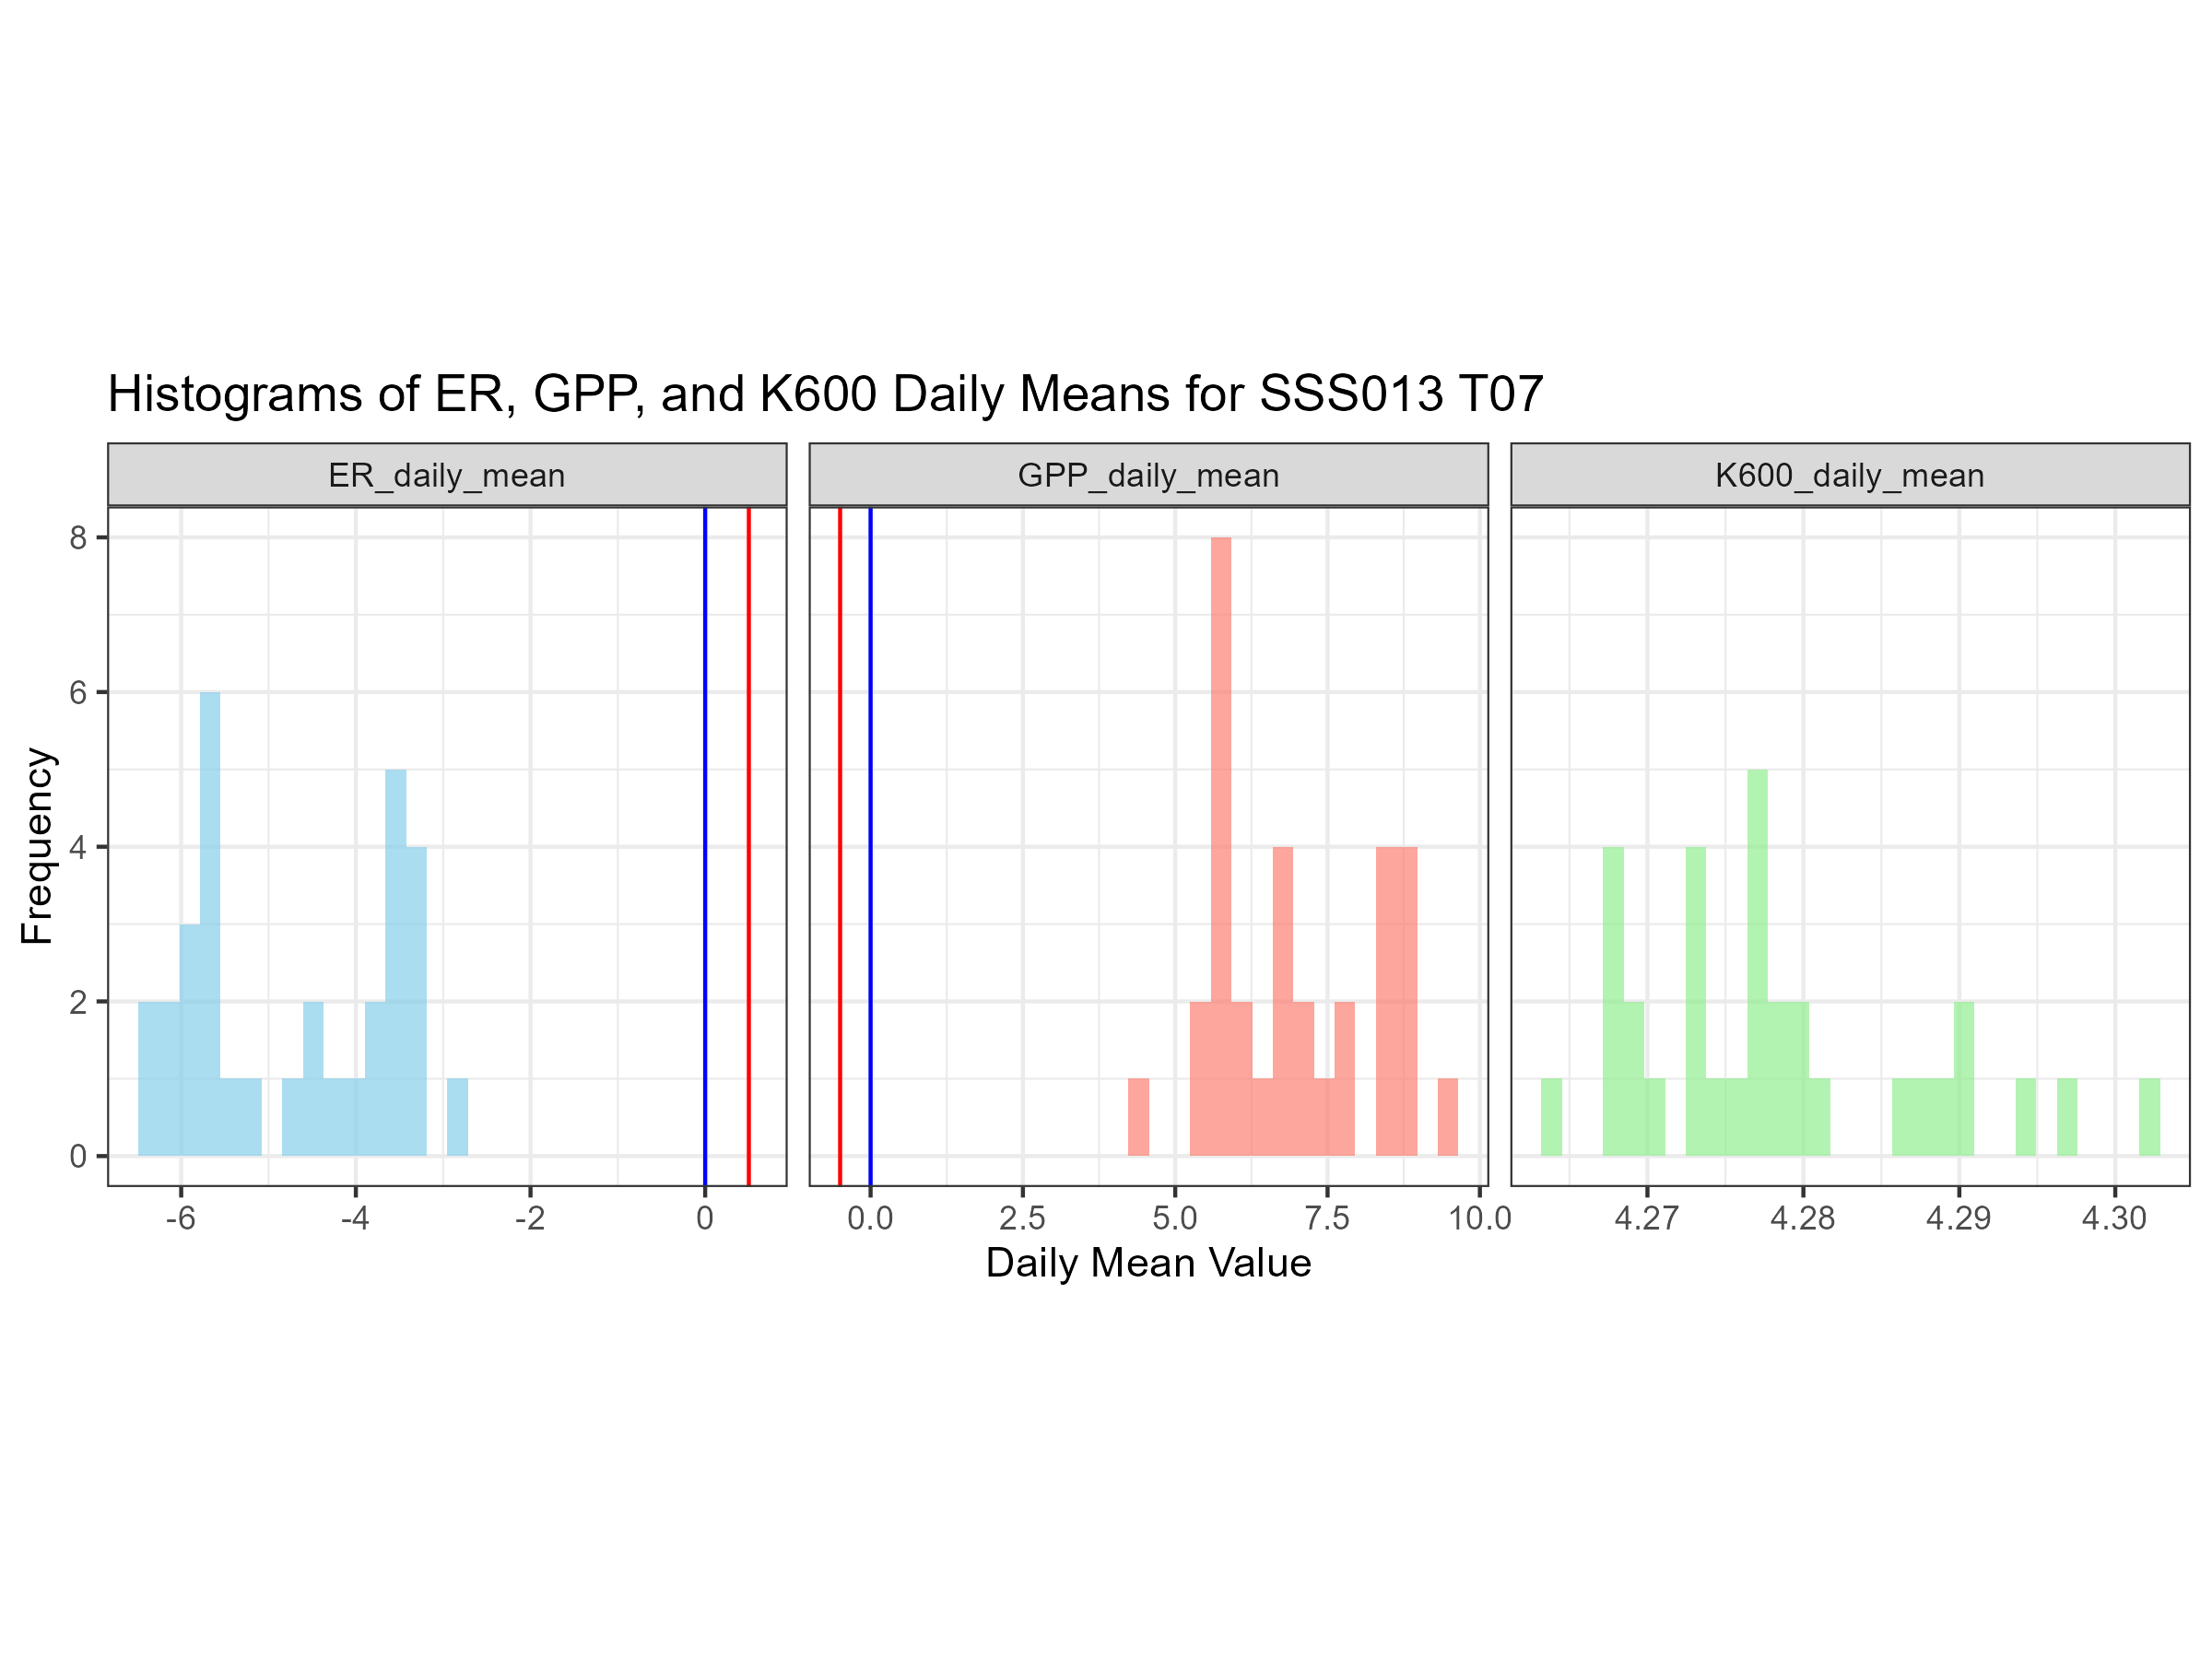 Histograms of ER, GPP, and K600 Daily Means for SSS013 T07
ER_daily_mean GPP_daily_mean K600_daily_mean
Frequency
8
6
4
2
0
-6 -4 -2 0 0.0 2.5 5.0 7.5 10.0 4.27 4.28 4.29 4.30
Daily Mean Value